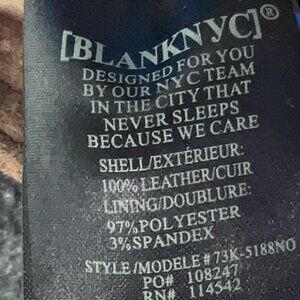 [BLANKNYC]®
DESIGNED FOR YOU
BY OUR NYC TEAM
IN THE CITY THAT
NEVER SLEEPS
BECAUSE WE CARE
SHELL/EXTÉRIEUR:
100% LEATHER/CUIR
LINING/DOUBLURE:
97% POLYESTER
3% SPANDEX
STYLE/MODELE # 73K-5188NO
PO# 108247
RN# 114542